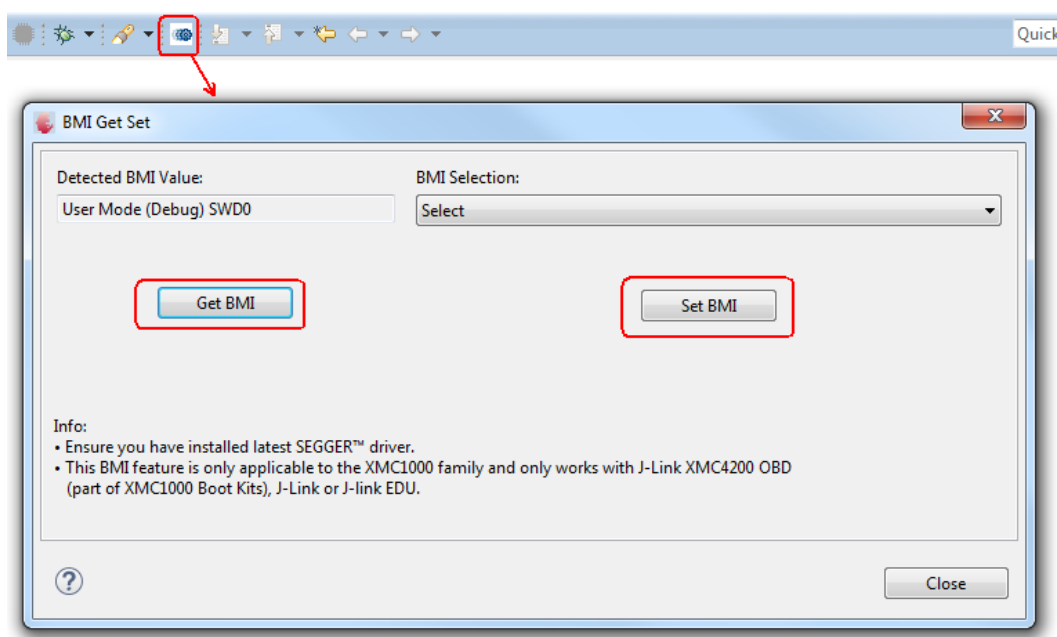 Quick
BMI Get Set
Detected BMI Value:
BMI Selection:
User Mode (Debug) SWD0
Select
Get BMI
Set BMI
Info:
• Ensure you have installed latest SEGGER™ driver.
• This BMI feature is only applicable to the XMC1000 family and only works with J-Link XMC4200 OBD
(part of XMC1000 Boot Kits), J-Link or J-link EDU.
Close